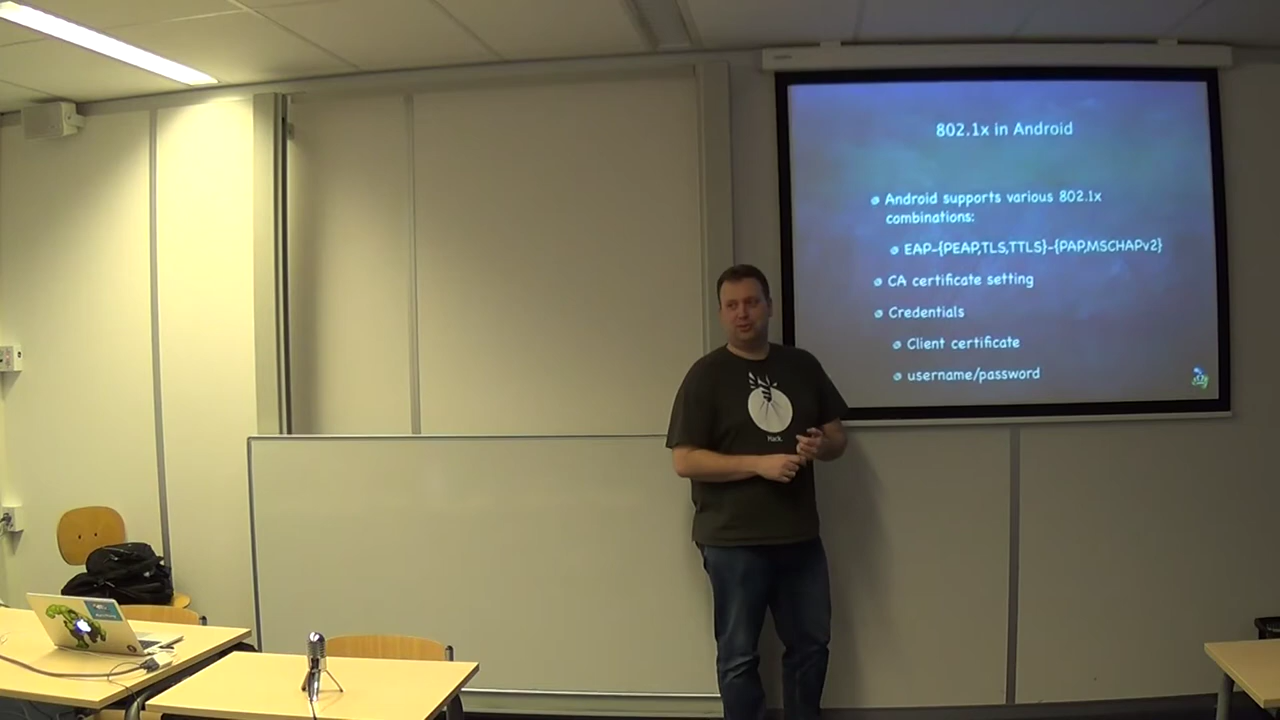 802.1x in Android
Android supports various 802.1x
combinations:
EAP-{PEAP,TLS,TTLS}-{PAP,MSCHAPv2}
CA certificate setting
Credentials
Client certificate
username/password
Hack.